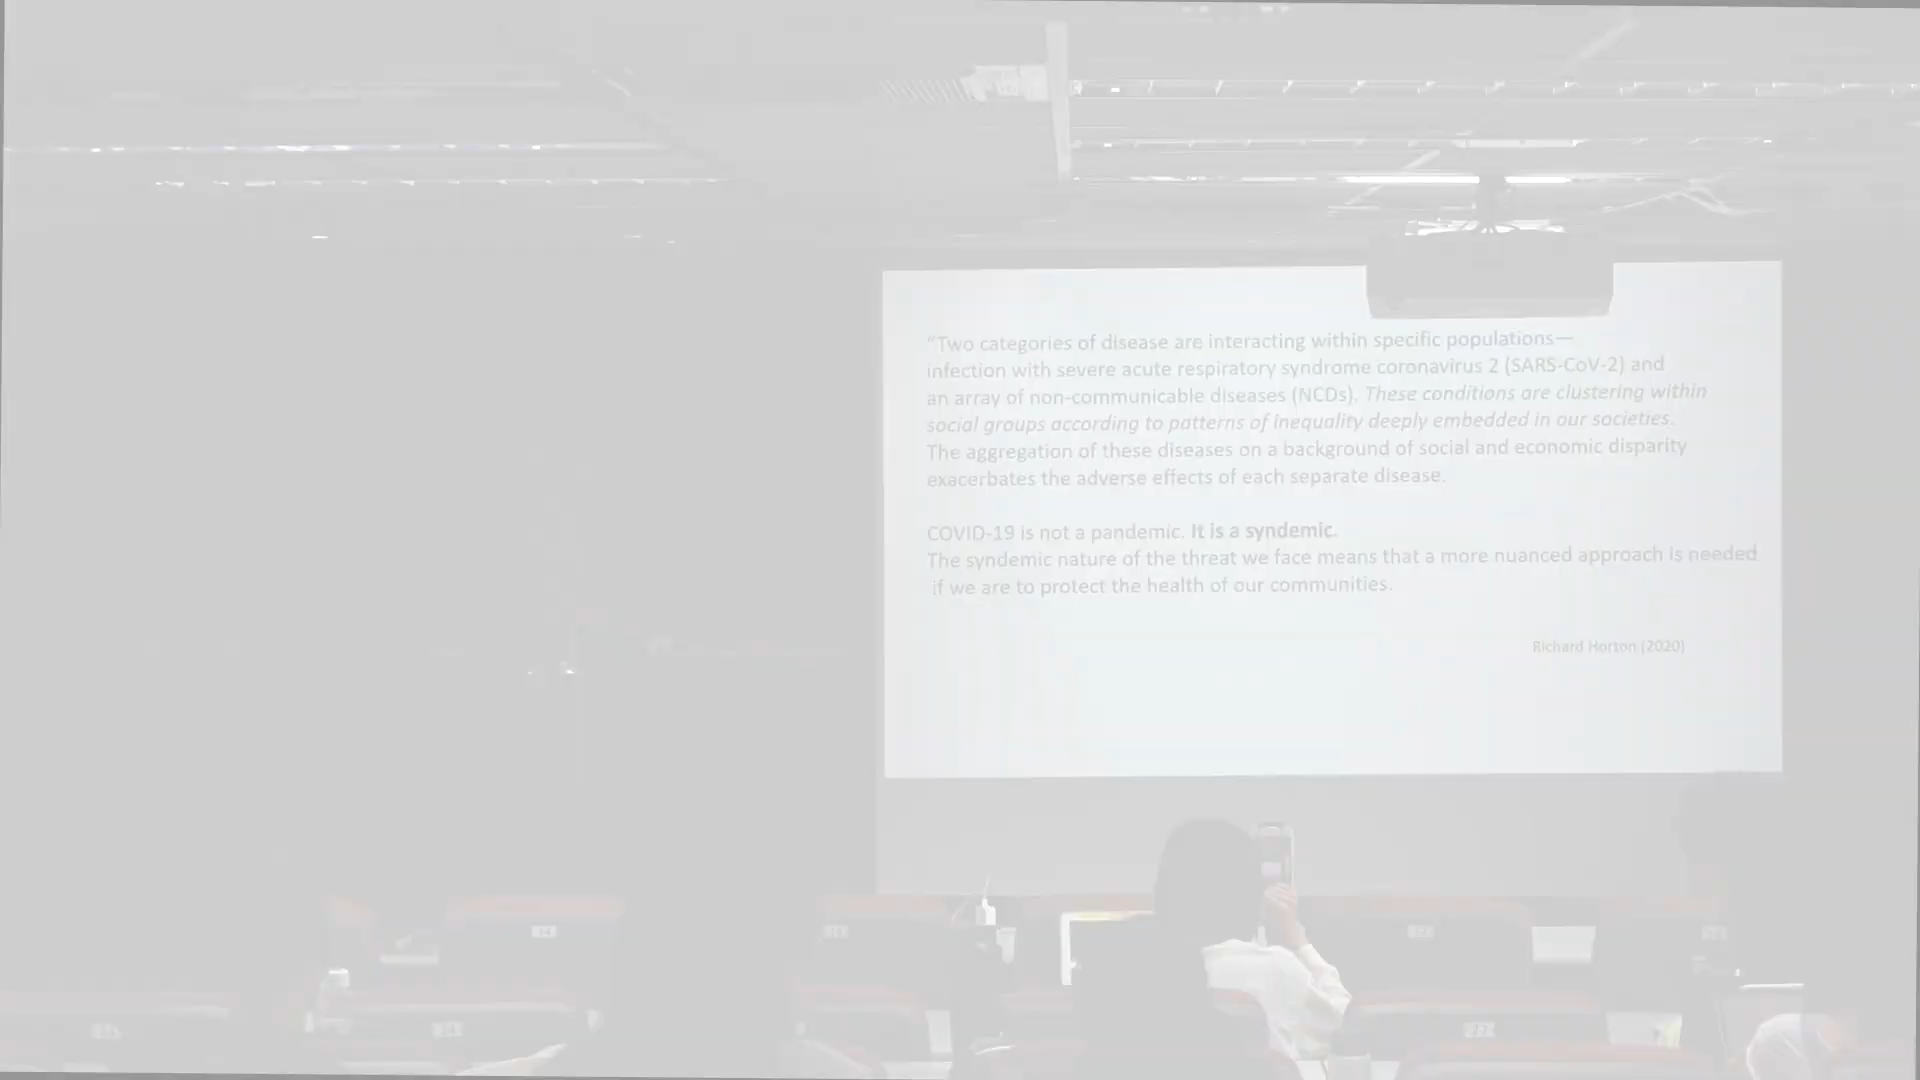 “Two categories of disease are interacting within specific populations—
infection with severe acute respiratory syndrome coronavirus 2 (SARS-CoV-2) and
an array of non-communicable diseases (NCDs). These conditions are clustering within
social groups according to patterns of inequality deeply embedded in our societies.
The aggregation of these diseases on a background of social and economic disparity
exacerbates the adverse effects of each separate disease.
COVID-19 is not a pandemic. It is a syndemic.
The syndemic nature of the threat we face means that a more nuanced approach is needed
if we are to protect the health of our communities.
Richard Horton (2020)